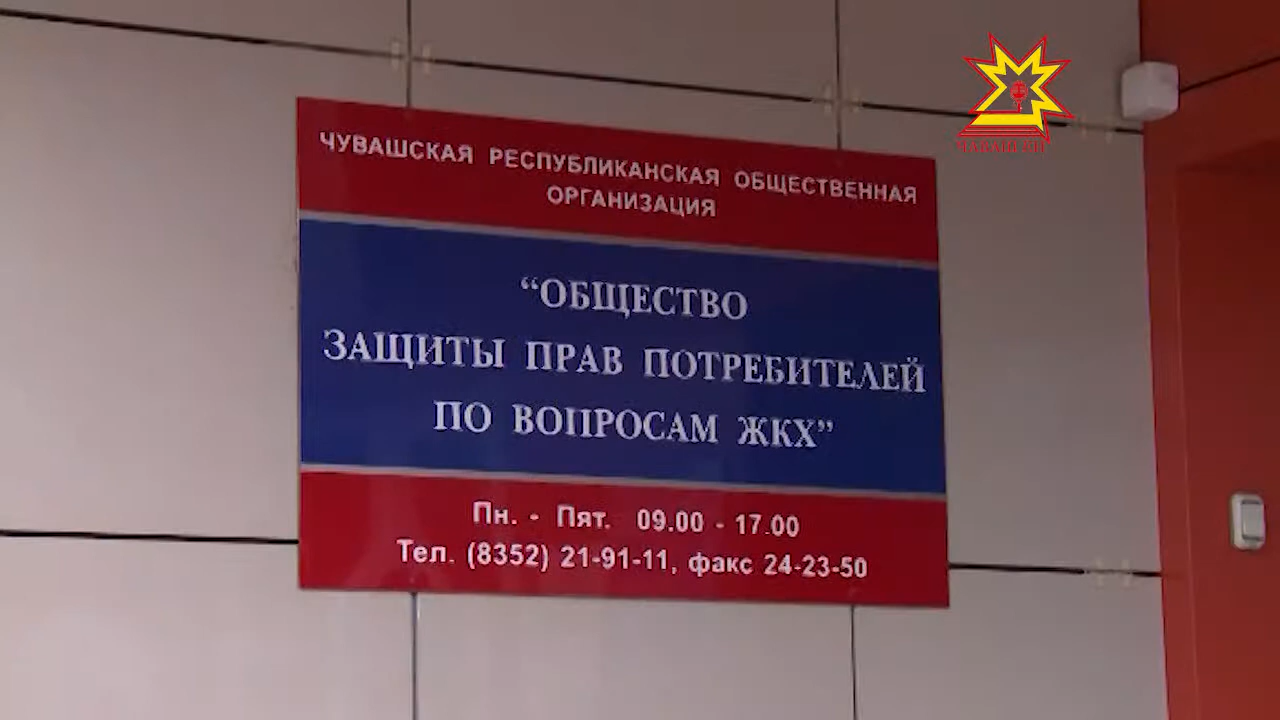 ЧУВАШСКАЯ РЕСПУБЛИКАНСКАЯ ОБЩЕСТВЕННАЯ
ОРГАНИЗАЦИЯ
“ОБЩЕСТВО
ЗАЩИТЫ ПРАВ ПОТРЕБИТЕЛЕЙ
ПО ВОПРОСАМ ЖКХ”
Пн. - Пят. 09.00 - 17.00
Тел. (8352) 21-91-11, факс 24-23-50